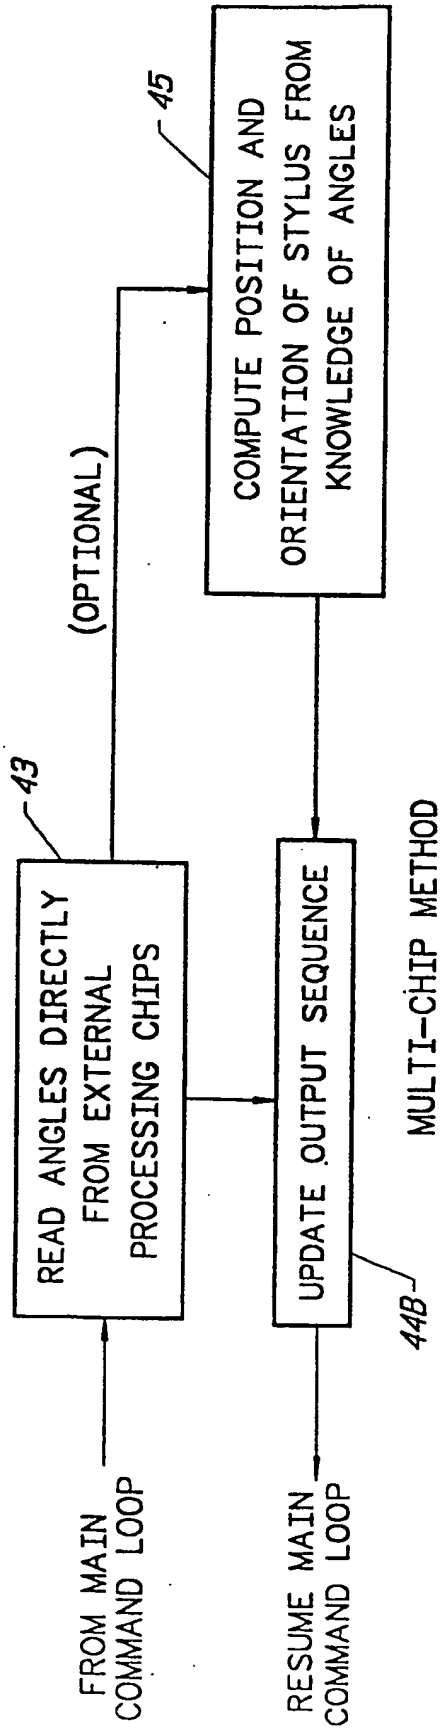 FROM MAIN
COMMAND LOOP
43
READ ANGLES DIRECTLY
FROM EXTERNAL
PROCESSING CHIPS
(OPTIONAL)
45
COMPUTE POSITION AND
ORIENTATION OF STYLUS FROM
KNOWLEDGE OF ANGLES
RESUME MAIN
COMMAND LOOP
UPDATE OUTPUT SEQUENCE
44B
MULTI-CHIP METHOD